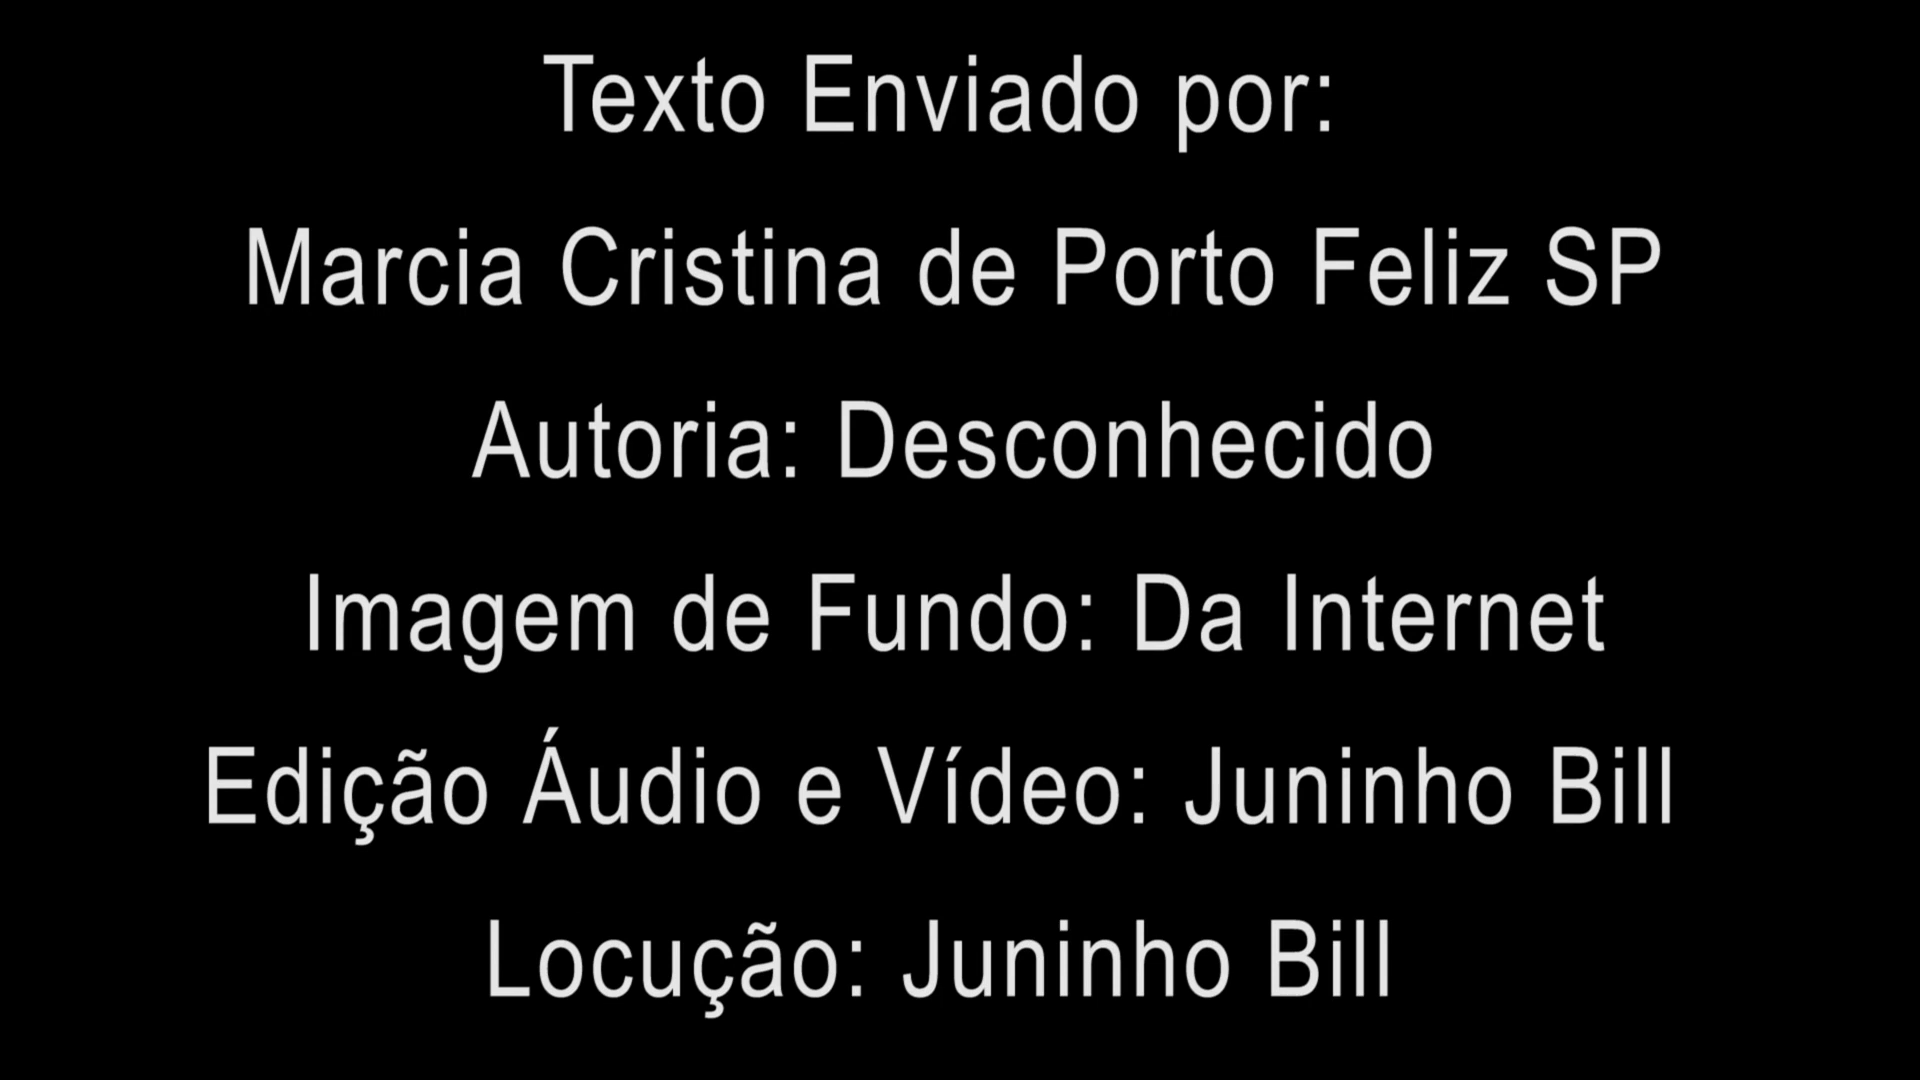 Texto Enviado por:
Marcia Cristina de Porto Feliz SP
Autoria: Desconhecido
Imagem de Fundo: Da Internet
Edição Áudio e Vídeo: Juninho Bill
Locução: Juninho Bill